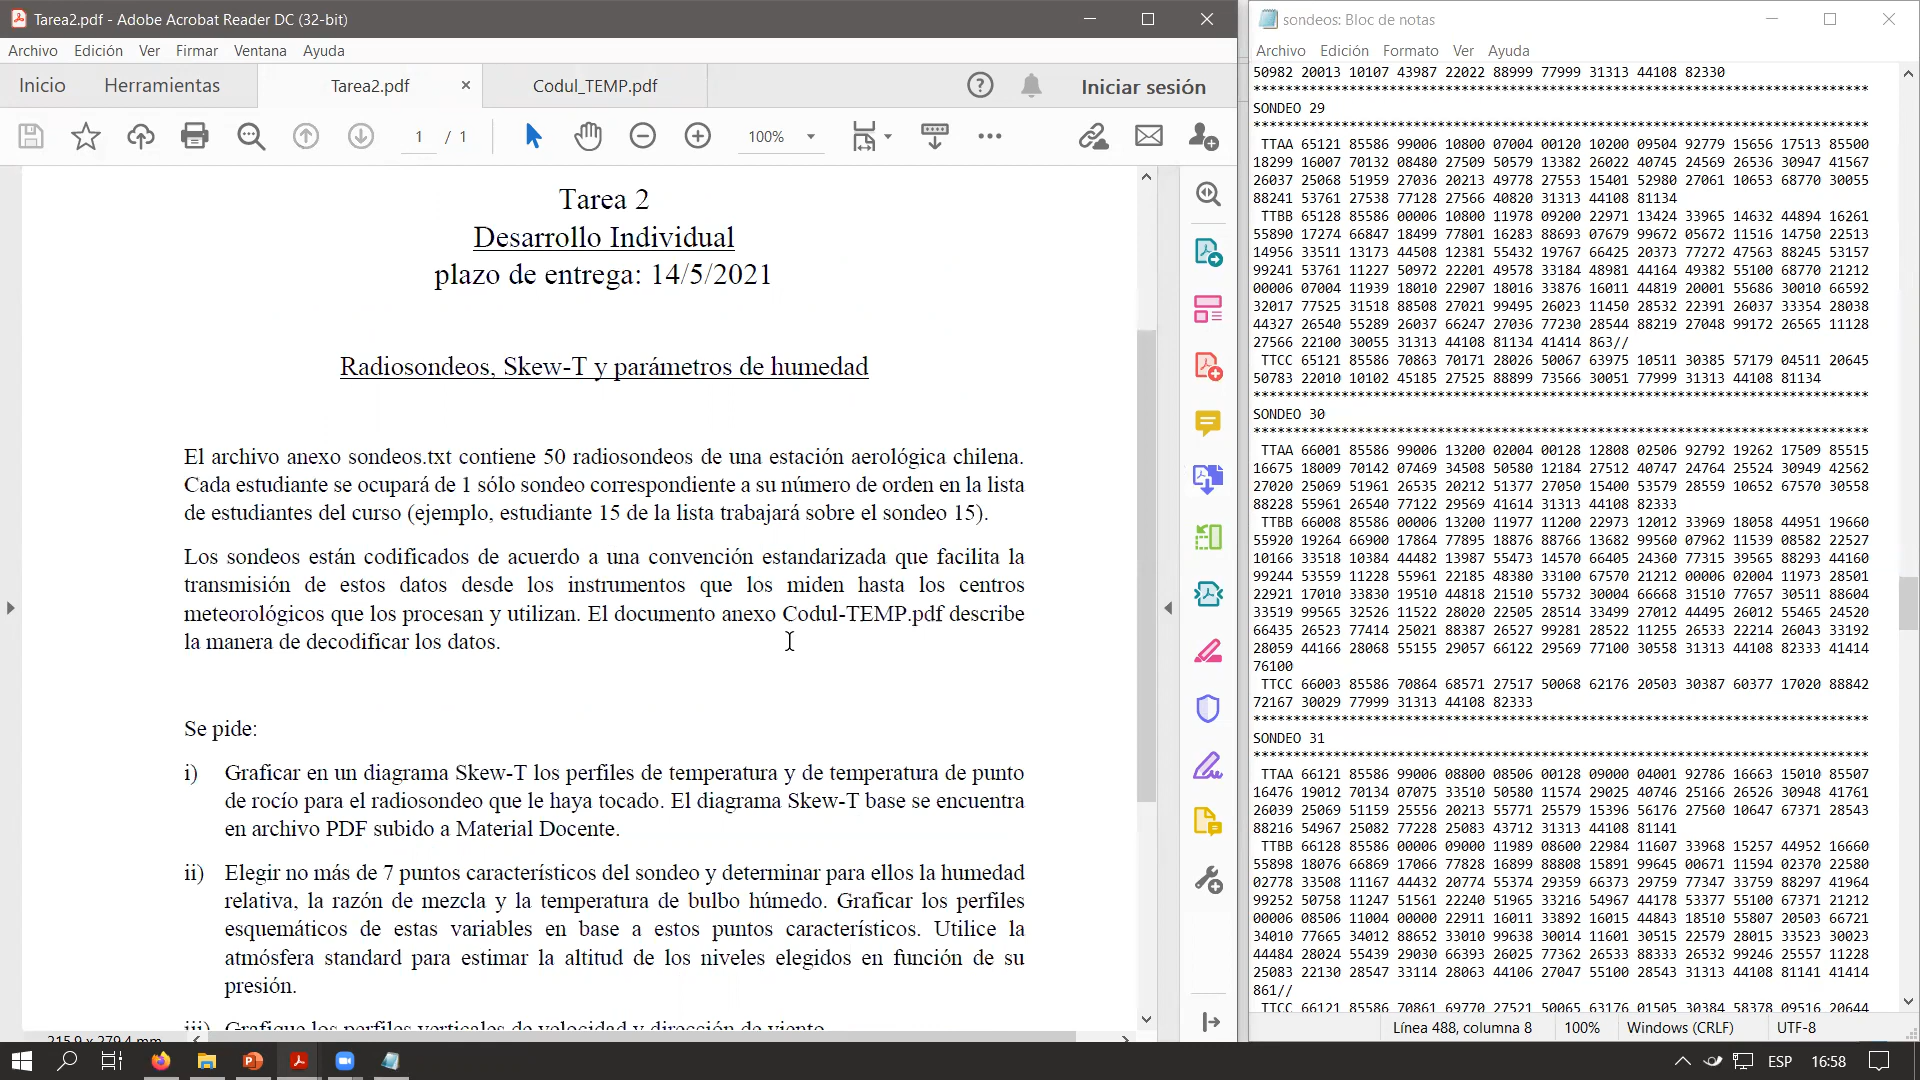 Tarea2.pdf - Adobe Acrobat Reader DC (32-bit)
Archivo Edición Ver Firmar Ventana Ayuda
Inicio Herramientas Tarea2.pdf × Codul_TEMP.pdf Iniciar sesión
1 / 1 100%
Tarea 2
Desarrollo Individual
plazo de entrega: 14/5/2021
Radiosondeos, Skew-T y parámetros de humedad
El archivo anexo sondeos.txt contiene 50 radiosondeos de una estación aerológica chilena.
Cada estudiante se ocupará de 1 sólo sondeo correspondiente a su número de orden en la lista
de estudiantes del curso (ejemplo, estudiante 15 de la lista trabajará sobre el sondeo 15).
Los sondeos están codificados de acuerdo a una convención estandarizada que facilita la
transmisión de estos datos desde los instrumentos que los miden hasta los centros
meteorológicos que los procesan y utilizan. El documento anexo Codul-TEMP.pdf describe
la manera de decodificar los datos.
Se pide:
i) Graficar en un diagrama Skew-T los perfiles de temperatura y de temperatura de punto
de rocío para el radiosondeo que le haya tocado. El diagrama Skew-T base se encuentra
en archivo PDF subido a Material Docente.
ii) Elegir no más de 7 puntos característicos del sondeo y determinar para ellos la humedad
relativa, la razón de mezcla y la temperatura de bulbo húmedo. Graficar los perfiles
esquemáticos de estas variables en base a estos puntos característicos. Utilice la
atmósfera standard para estimar la altitud de los niveles elegidos en función de su
presión.
iii) Grafique los perfiles verticales de velocidad y dirección de viento
215,9 x 279,4 mm
sondeos: Bloc de notas
Archivo Edición Formato Ver Ayuda
50982 20013 10107 43987 22022 88999 77999 31313 44108 82330
**********************************************************************************
SONDEO 29
**********************************************************************************
TTAA 65121 85586 99006 10800 07004 00120 10200 09504 92779 15656 17513 85500
18299 16007 70132 08480 27509 50579 13382 26022 40745 24569 26536 30947 41567
26037 25068 51959 27036 20213 49778 27553 15401 52980 27061 10653 68770 30055
88241 53761 27538 77128 27566 40820 31313 44108 81134
TTBB 65128 85586 00006 10800 11978 09200 22971 13424 33965 14632 44894 16261
55890 17274 66847 18499 77801 16283 88693 07679 99672 05672 11516 14750 22513
14956 33511 13173 44508 12381 55432 19767 66425 20373 77272 47563 88245 53157
99241 53761 11227 50972 22201 49578 33184 48981 44164 49382 55100 68770 21212
00006 07004 11939 18010 22907 18016 33876 16011 44819 20001 55686 30010 66592
32017 77525 31518 88508 27021 99495 26023 11450 28532 22391 26037 33354 28038
44327 26540 55289 26037 66247 27036 77230 28544 88219 27048 99172 26565 11128
27566 22100 30055 31313 44108 81134 41414 863//
TTCC 65121 85586 70863 70171 28026 50067 63975 10511 30385 57179 04511 20645
50783 22010 10102 45185 27525 88899 73566 30051 77999 31313 44108 81134
**********************************************************************************
SONDEO 30
**********************************************************************************
TTAA 66001 85586 99006 13200 02004 00128 12808 02506 92792 19262 17509 85515
16675 18009 70142 07469 34508 50580 12184 27512 40747 24764 25524 30949 42562
27020 25069 51961 26535 20212 51377 27050 15400 53579 28559 10652 67570 30558
88228 55961 26540 77122 29569 41614 31313 44108 82333
TTBB 66008 85586 00006 13200 11977 11200 22973 12012 33969 18058 44951 19660
55920 19264 66900 17864 77895 18876 88766 13682 99560 07962 11539 08582 22527
10166 33518 10384 44482 13987 55473 14570 66405 24360 77315 39565 88293 44160
99244 53559 11228 55961 22185 48380 33100 67570 21212 00006 02004 11973 28501
22921 17010 33830 19510 44818 21510 55732 30004 66668 31510 77657 30511 88604
33519 99565 32526 11522 28020 22505 28514 33499 27012 44495 26012 55465 24520
66435 26523 77414 25021 88387 26527 99281 28522 11255 26533 22214 26043 33192
28059 44166 28068 55155 29057 66122 29569 77100 30558 31313 44108 82333 41414
76100
TTCC 66003 85586 70864 68571 27517 50068 62176 20503 30387 60377 17020 88842
72167 30029 77999 31313 44108 82333
**********************************************************************************
SONDEO 31
**********************************************************************************
TTAA 66121 85586 99006 08800 08506 00128 09000 04001 92786 16663 15010 85507
16476 19012 70134 07075 33510 50580 11574 29025 40746 25166 26526 30948 41761
26039 25069 51159 25556 20213 55771 25579 15396 56176 27560 10647 67371 28543
88216 54967 25082 77228 25083 43712 31313 44108 81141
TTBB 66128 85586 00006 09000 11989 08600 22984 11607 33968 15257 44952 16660
55898 18076 66869 17066 77828 16899 88808 15891 99645 00671 11594 02370 22580
02778 33508 11167 44432 20774 55374 29359 66373 29759 77347 33759 88297 41964
99252 50758 11247 51561 22240 51965 33216 54967 44178 53377 55100 67371 21212
00006 08506 11004 00000 22911 16011 33892 16015 44843 18510 55807 20503 66721
34010 77665 34012 88652 33010 99638 30014 11601 30515 22579 28015 33523 30023
44484 28024 55439 29030 66393 26025 77362 26533 88333 26532 99246 25557 11228
25083 22130 28547 33114 28063 44106 27047 55100 28543 31313 44108 81141 41414
861//
TTCC 66121 85586 70861 69770 27521 50065 63176 01505 30384 58378 09516 20644
Línea 488, columna 8 100% Windows (CRLF) UTF-8
ESP 16:58